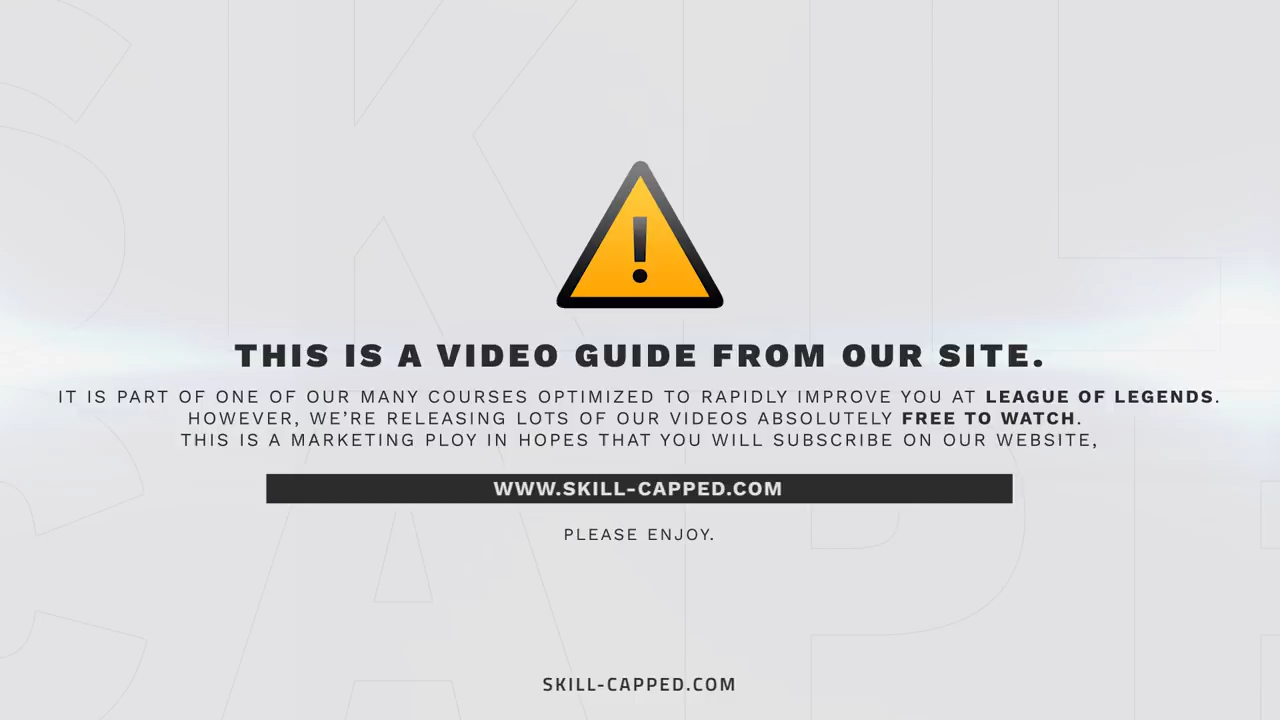 THIS IS A VIDEO GUIDE FROM OUR SITE.
IT IS PART OF ONE OF OUR MANY COURSES OPTIMIZED TO RAPIDLY IMPROVE YOU AT LEAGUE OF LEGENDS.
HOWEVER, WE'RE RELEASING LOTS OF OUR VIDEOS ABSOLUTELY FREE TO WATCH.
THIS IS A MARKETING PLOY IN HOPES THAT YOU WILL SUBSCRIBE ON OUR WEBSITE,
WWW.SKILL-CAPPED.COM
PLEASE ENJOY.
SKILL-CAPPED.COM